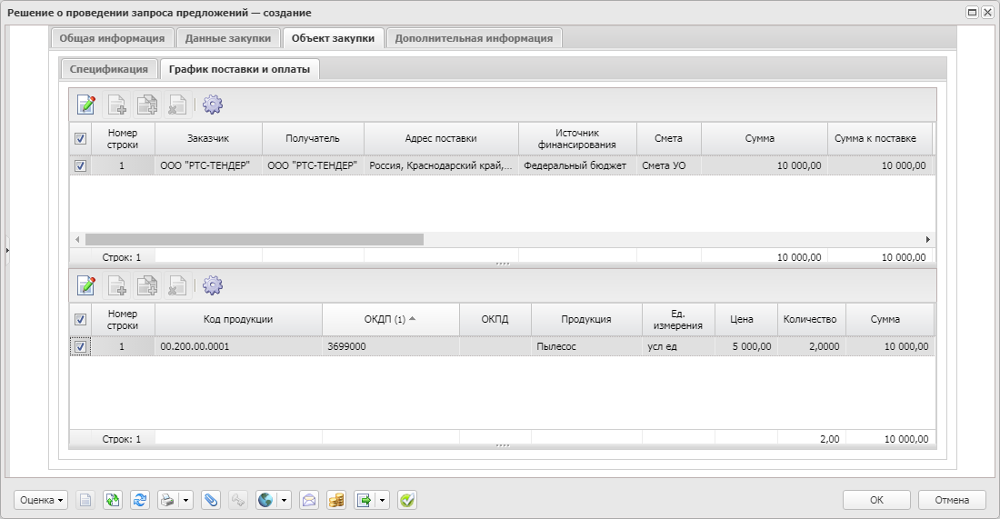 Решение о проведении запроса предложений — создание
Общая информация Данные закупки Объект закупки Дополнительная информация
Спецификация График поставки и оплаты
Номер строки Заказчик Получатель Адрес поставки Источник финансирования Смета Сумма Сумма к поставке
1 ООО "РТС-ТЕНДЕР" ООО "РТС-ТЕНДЕР" Россия, Краснодарский край,... Федеральный бюджет Смета УО 10 000,00 10 000,00
Строк: 1 10 000,00 10 000,00
Номер строки Код продукции ОКДП (1) ОКПД Продукция Ед. измерения Цена Количество Сумма
1 00.200.00.0001 3699000 Пылесос усл ед 5 000,00 2,0000 10 000,00
Строк: 1 2,00 10 000,00
Оценка ОК Отмена